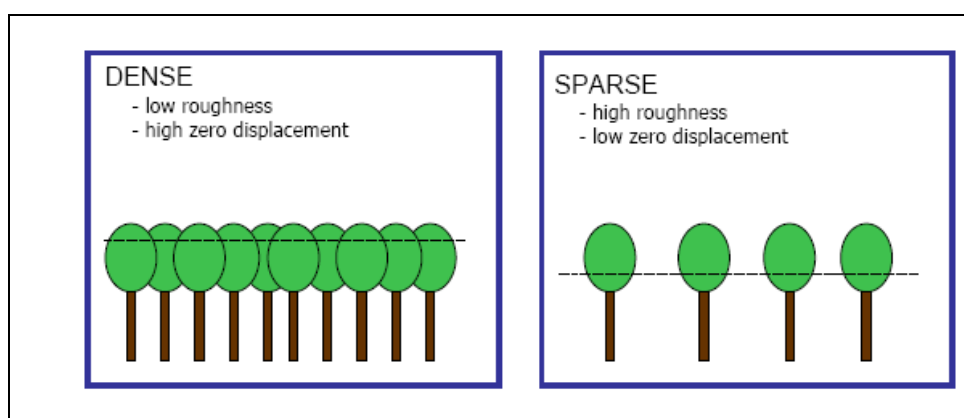 DENSE
- low roughness
- high zero displacement
SPARSE
- high roughness
- low zero displacement